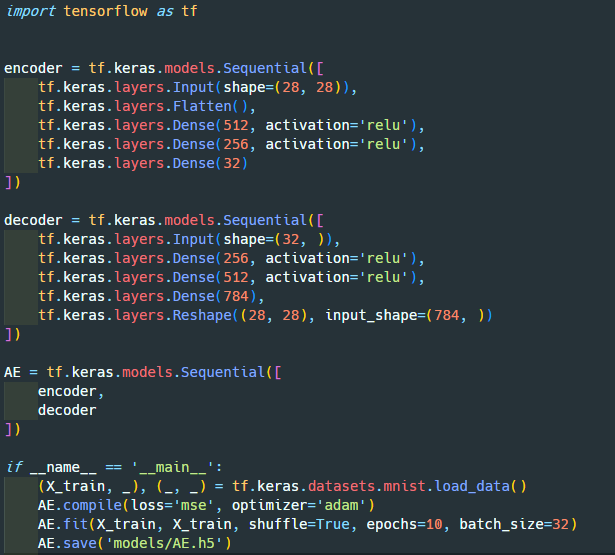 import tensorflow as tf
encoder = tf.keras.models.Sequential([
    tf.keras.layers.Input(shape=(28, 28)),
    tf.keras.layers.Flatten(),
    tf.keras.layers.Dense(512, activation='relu'),
    tf.keras.layers.Dense(256, activation='relu'),
    tf.keras.layers.Dense(32)
])
decoder = tf.keras.models.Sequential([
    tf.keras.layers.Input(shape=(32, )),
    tf.keras.layers.Dense(256, activation='relu'),
    tf.keras.layers.Dense(512, activation='relu'),
    tf.keras.layers.Dense(784),
    tf.keras.layers.Reshape((28, 28), input_shape=(784, ))
])
AE = tf.keras.models.Sequential([
    encoder,
    decoder
])
if __name__ == '__main__':
    (X_train, _), (_, _) = tf.keras.datasets.mnist.load_data()
    AE.compile(loss='mse', optimizer='adam')
    AE.fit(X_train, X_train, shuffle=True, epochs=10, batch_size=32)
    AE.save('models/AE.h5')